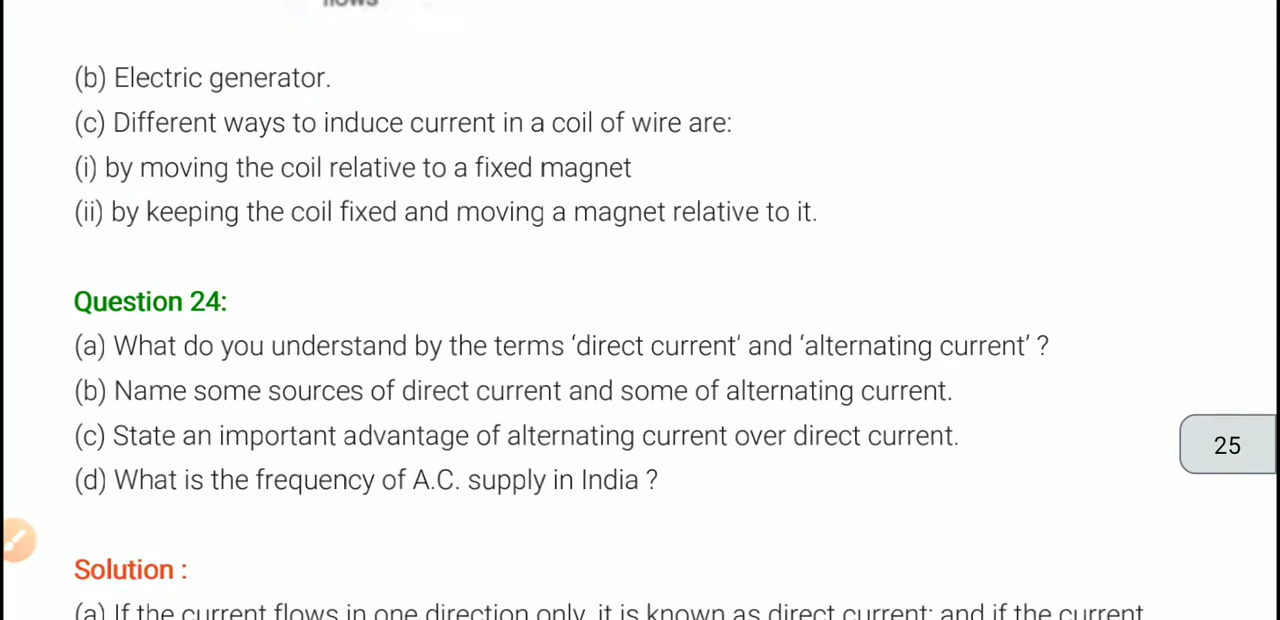 (b) Electric generator.
(c) Different ways to induce current in a coil of wire are:
(i) by moving the coil relative to a fixed magnet
(ii) by keeping the coil fixed and moving a magnet relative to it.
Question 24:
(a) What do you understand by the terms ‘direct current’ and ‘alternating current’ ?
(b) Name some sources of direct current and some of alternating current.
(c) State an important advantage of alternating current over direct current.
25
(d) What is the frequency of A.C. supply in India ?
Solution :
(a) If the current flows in one direction only, it is known as direct current; and if the current